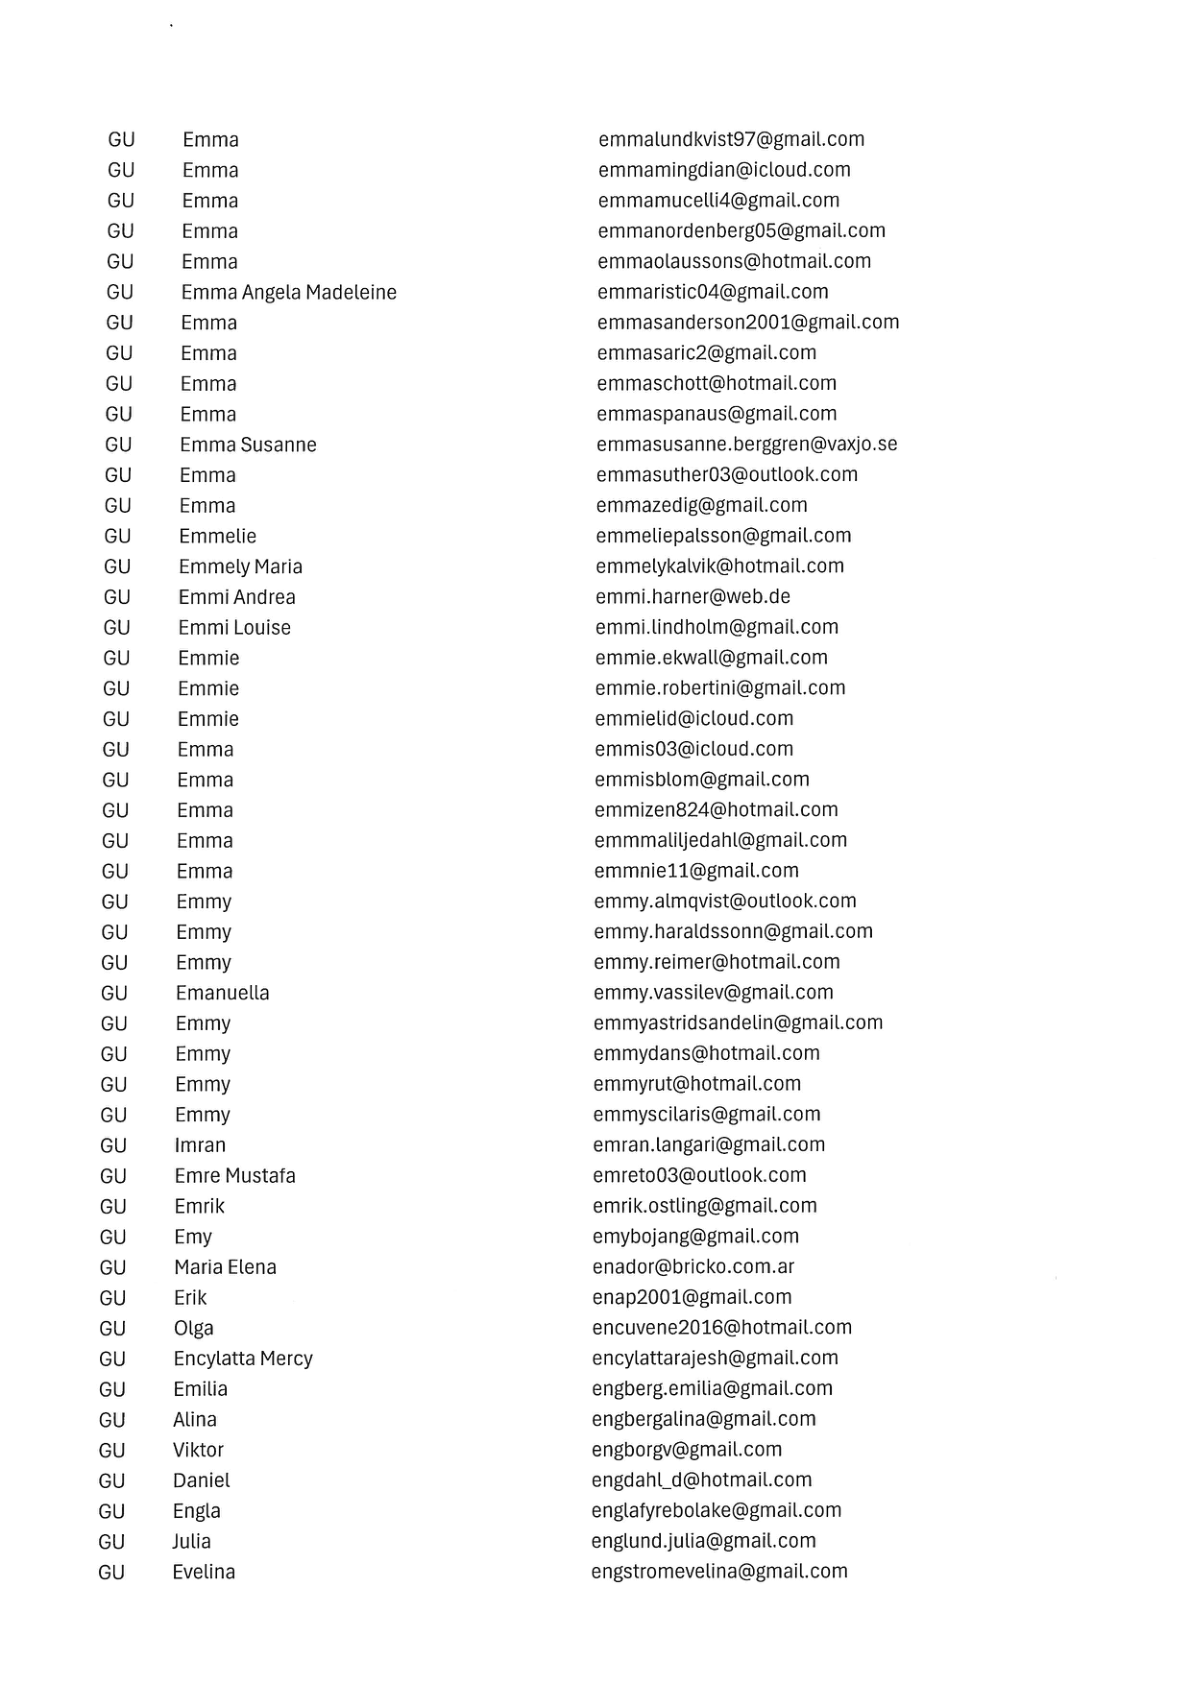 GU Emma emmalundkvist97@gmail.com
GU Emma emmamingdian@icloud.com
GU Emma emmamucelli4@gmail.com
GU Emma emmanordenberg05@gmail.com
GU Emma emmaolaussons@hotmail.com
GU Emma Angela Madeleine emmaristic04@gmail.com
GU Emma emmasanderson2001@gmail.com
GU Emma emmasaric2@gmail.com
GU Emma emmaschott@hotmail.com
GU Emma emmaspanaus@gmail.com
GU Emma Susanne emmasusanne.berggren@vaxjo.se
GU Emma emmasuther03@outlook.com
GU Emma emmazedig@gmail.com
GU Emmelie emmeliepalsson@gmail.com
GU Emmely Maria emmelykalvik@hotmail.com
GU Emmi Andrea emmi.harner@web.de
GU Emmi Louise emmi.lindholm@gmail.com
GU Emmie emmie.ekwall@gmail.com
GU Emmie emmie.robertini@gmail.com
GU Emmie emmielid@icloud.com
GU Emma emmis03@icloud.com
GU Emma emmisblom@gmail.com
GU Emma emmizen824@hotmail.com
GU Emma emmmaliljedahl@gmail.com
GU Emma emmnie11@gmail.com
GU Emmy emmy.almqvist@outlook.com
GU Emmy emmy.haraldssonn@gmail.com
GU Emmy emmy.reimer@hotmail.com
GU Emanuella emmy.vassilev@gmail.com
GU Emmy emmyastridsandelin@gmail.com
GU Emmy emmydans@hotmail.com
GU Emmy emmyrut@hotmail.com
GU Emmy emmyscilaris@gmail.com
GU Imran emran.langari@gmail.com
GU Emre Mustafa emreto03@outlook.com
GU Emrik emrik.ostling@gmail.com
GU Emy emybojang@gmail.com
GU Maria Elena enador@bricko.com.ar
GU Erik enap2001@gmail.com
GU Olga encuvene2016@hotmail.com
GU Encylatta Mercy encylattarajesh@gmail.com
GU Emilia engberg.emilia@gmail.com
GU Alina engbergalina@gmail.com
GU Viktor engborgv@gmail.com
GU Daniel engdahl_d@hotmail.com
GU Engla englafyrebolake@gmail.com
GU Julia englund.julia@gmail.com
GU Evelina engstromevelina@gmail.com